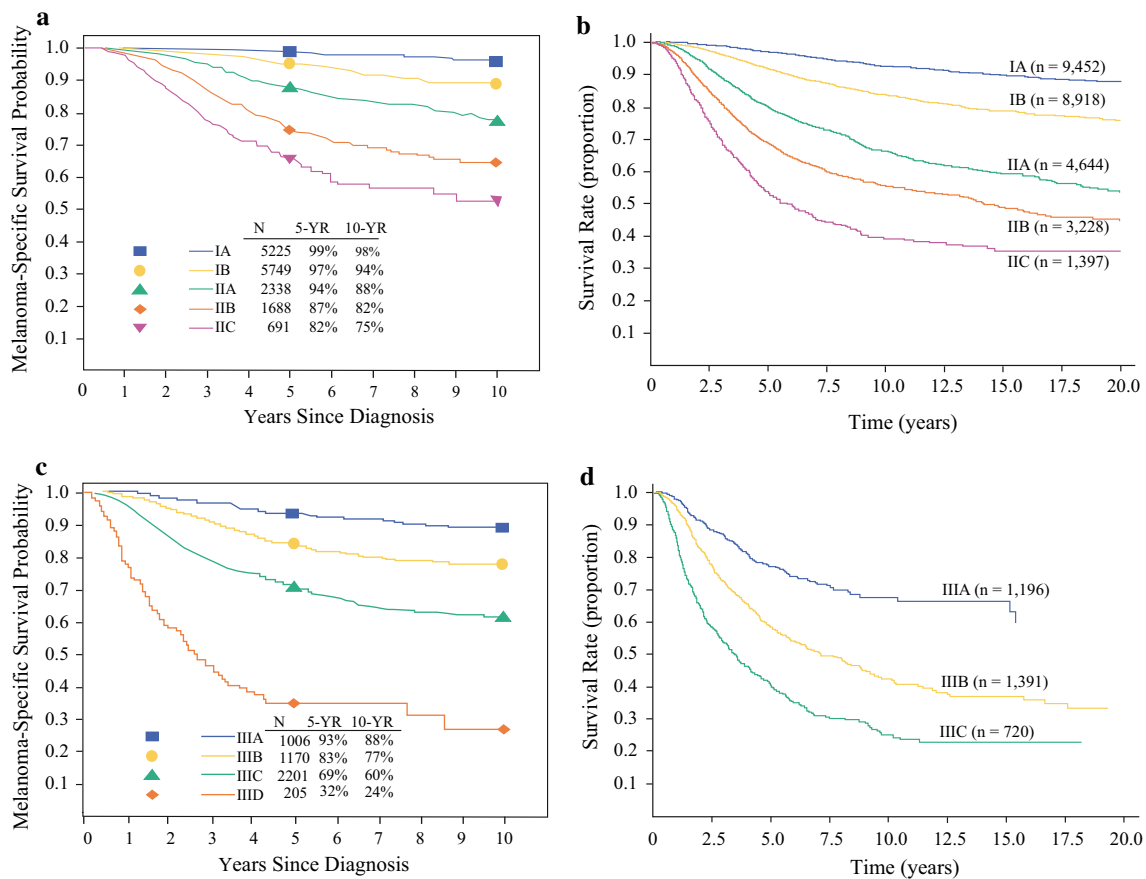 a
Melanoma-Specific Survival Probability
1.0
0.9
0.8
0.7
0.6
0.5
0.4
0.3
0.2
0.1
N 5-YR 10-YR
IA 5225 99% 98%
IB 5749 97% 94%
IIA 2338 94% 88%
IIB 1688 87% 82%
IIC 691 82% 75%
0 1 2 3 4 5 6 7 8 9 10
Years Since Diagnosis
b
Survival Rate (proportion)
1.0
0.9
0.8
0.7
0.6
0.5
0.4
0.3
0.2
0.1
IA (n = 9,452)
IB (n = 8,918)
IIA (n = 4,644)
IIB (n = 3,228)
IIC (n = 1,397)
0 2.5 5.0 7.5 10.0 12.5 15.0 17.5 20.0
Time (years)
c
Melanoma-Specific Survival Probability
1.0
0.9
0.8
0.7
0.6
0.5
0.4
0.3
0.2
0.1
N 5-YR 10-YR
IIIA 1006 93% 88%
IIIB 1170 83% 77%
IIIC 2201 69% 60%
IIID 205 32% 24%
0 1 2 3 4 5 6 7 8 9 10
Years Since Diagnosis
d
Survival Rate (proportion)
1.0
0.9
0.8
0.7
0.6
0.5
0.4
0.3
0.2
0.1
IIIA (n = 1,196)
IIIB (n = 1,391)
IIIC (n = 720)
0 2.5 5.0 7.5 10.0 12.5 15.0 17.5 20.0
Time (years)